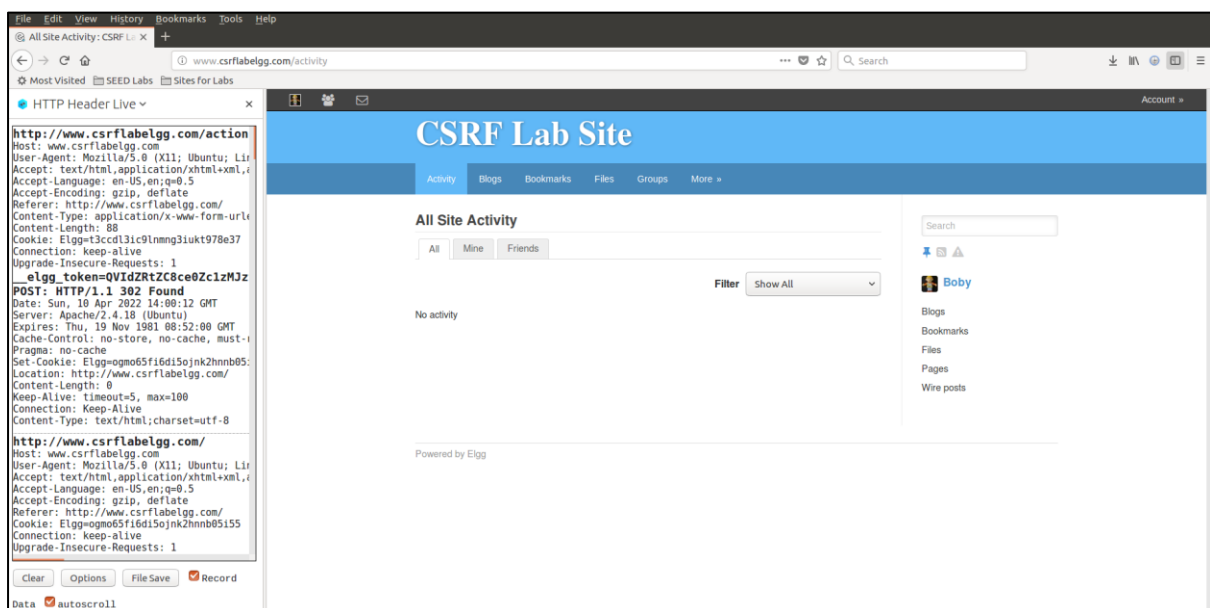 File Edit View History Bookmarks Tools Help
All Site Activity: CSRF L
www.csrflabelgg.com/activity
Search
Most Visited SEED Labs Sites for Labs
HTTP Header Live
http://www.csrflabelgg.com/action
Host: www.csrflabelgg.com
User-Agent: Mozilla/5.0 (X11; Ubuntu; Lin
Accept: text/html,application/xhtml+xml,a
Accept-Language: en-US,en;q=0.5
Accept-Encoding: gzip, deflate
Referer: http://www.csrflabelgg.com/
Content-Type: application/x-www-form-urle
Content-Length: 88
Cookie: Elgg=t3ccdl3ic9lnmng3iukt978e37
Connection: keep-alive
Upgrade-Insecure-Requests: 1
__elgg_token=QVIdZRtZC8ce0Zc1zMJz
POST: HTTP/1.1 302 Found
Date: Sun, 10 Apr 2022 14:00:12 GMT
Server: Apache/2.4.18 (Ubuntu)
Expires: Thu, 19 Nov 1981 08:52:00 GMT
Cache-Control: no-store, no-cache, must-r
Pragma: no-cache
Set-Cookie: Elgg=ogmo65fi6di5ojnk2hnnb05i
Location: http://www.csrflabelgg.com/
Content-Length: 0
Keep-Alive: timeout=5, max=100
Connection: Keep-Alive
Content-Type: text/html;charset=utf-8
http://www.csrflabelgg.com/
Host: www.csrflabelgg.com
User-Agent: Mozilla/5.0 (X11; Ubuntu; Lin
Accept: text/html,application/xhtml+xml,a
Accept-Language: en-US,en;q=0.5
Accept-Encoding: gzip, deflate
Referer: http://www.csrflabelgg.com/
Cookie: Elgg=ogmo65fi6di5ojnk2hnnb05i55
Connection: keep-alive
Upgrade-Insecure-Requests: 1
Clear Options File Save Record
Data autoscroll
Account »
CSRF Lab Site
Activity Blogs Bookmarks Files Groups More »
All Site Activity
All Mine Friends
Filter Show All
No activity
Powered by Elgg
Search
Boby
Blogs
Bookmarks
Files
Pages
Wire posts